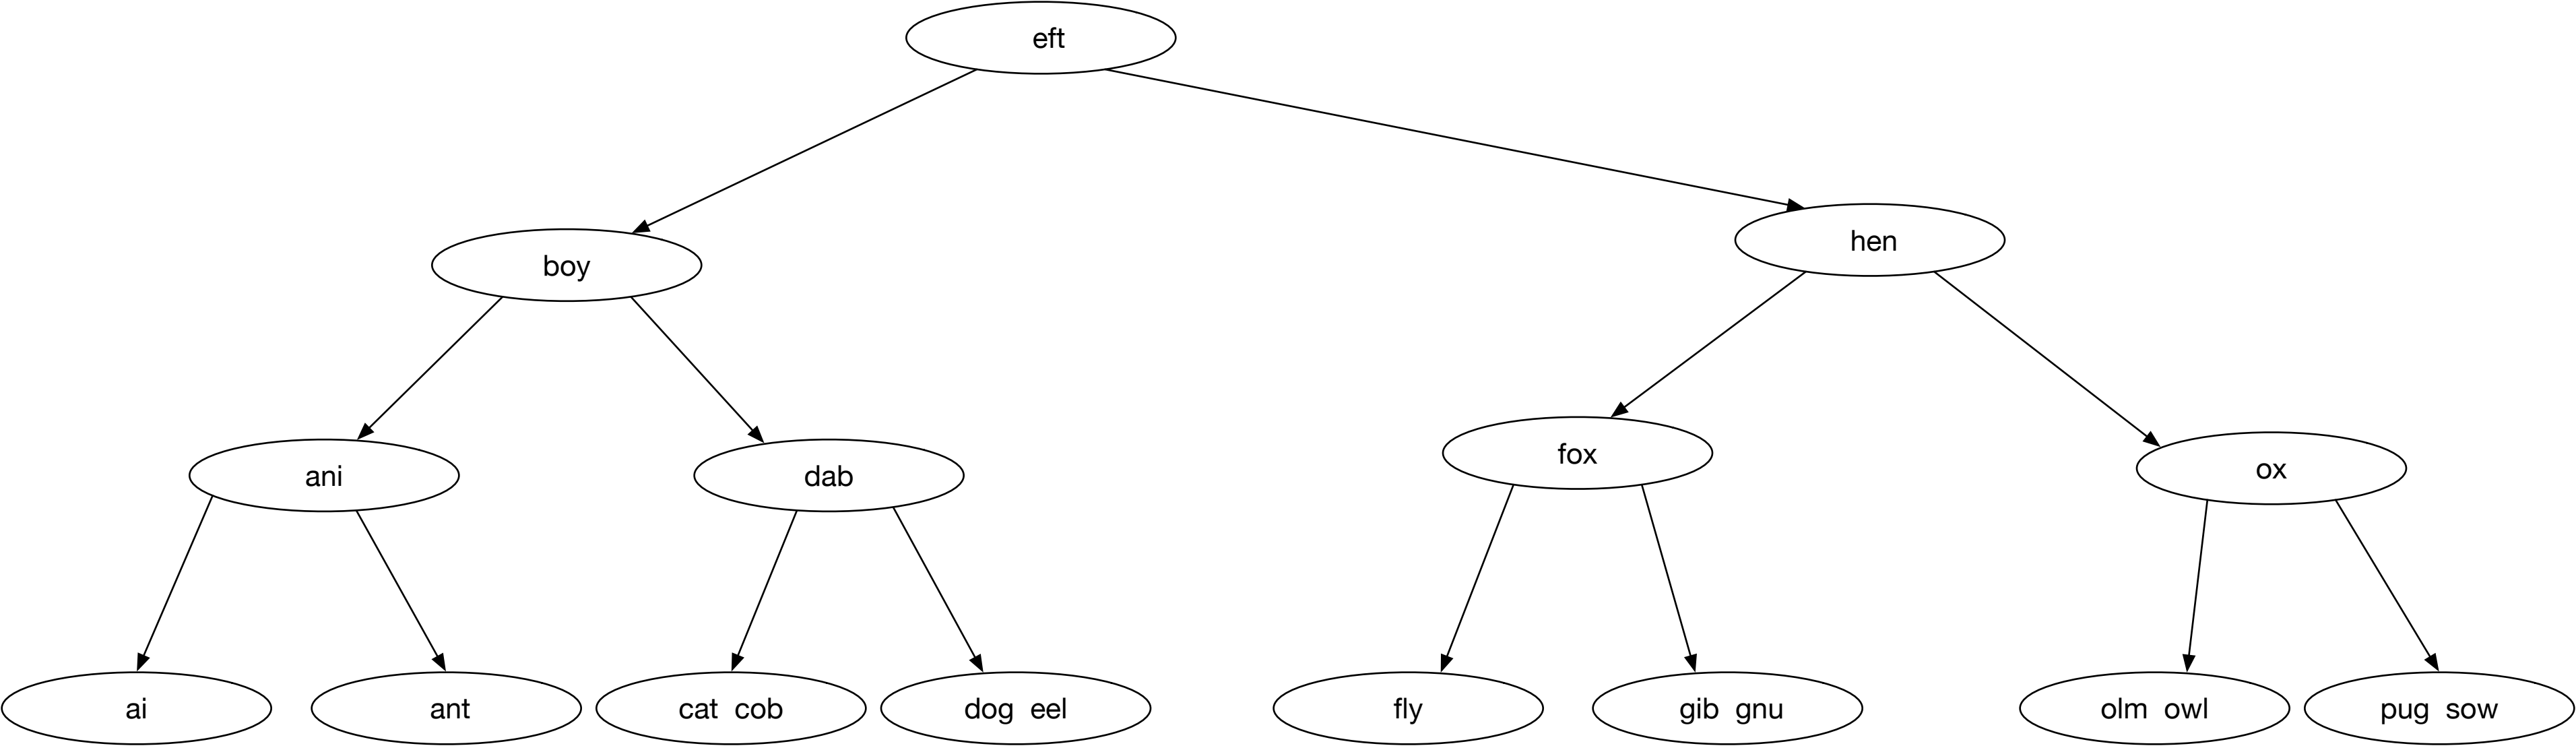 eft
boy
hen
ani
dab
fox
ox
ai
ant
cat cob
dog eel
fly
gib gnu
olm owl
pug sow